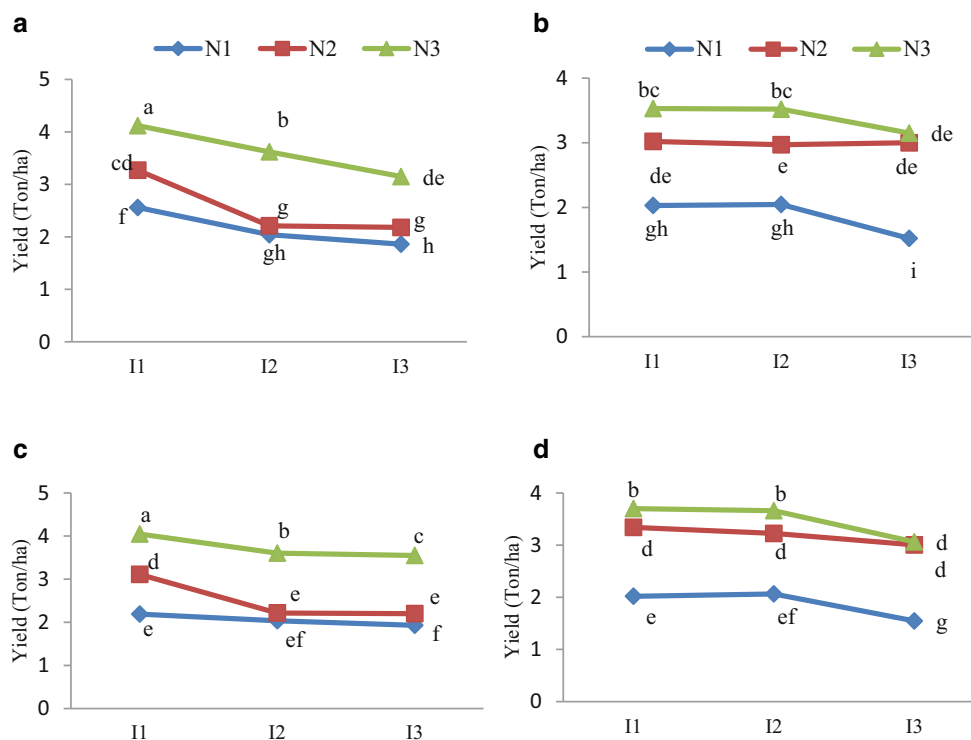 a
N1 N2 N3
5
4
3
2
1
0
Yield (Ton/ha)
a
b
de
cd
g
g
f
gh
h
I1 I2 I3
b
N1 N2 N3
4
3
2
1
0
Yield (Ton/ha)
bc
bc
de
de
e
de
gh
gh
i
I1 I2 I3
c
5
4
3
2
1
0
Yield (Ton/ha)
a
b
c
d
e
e
e
ef
f
I1 I2 I3
d
4
3
2
1
0
Yield (Ton/ha)
b
b
d
d
d
d
e
ef
g
I1 I2 I3